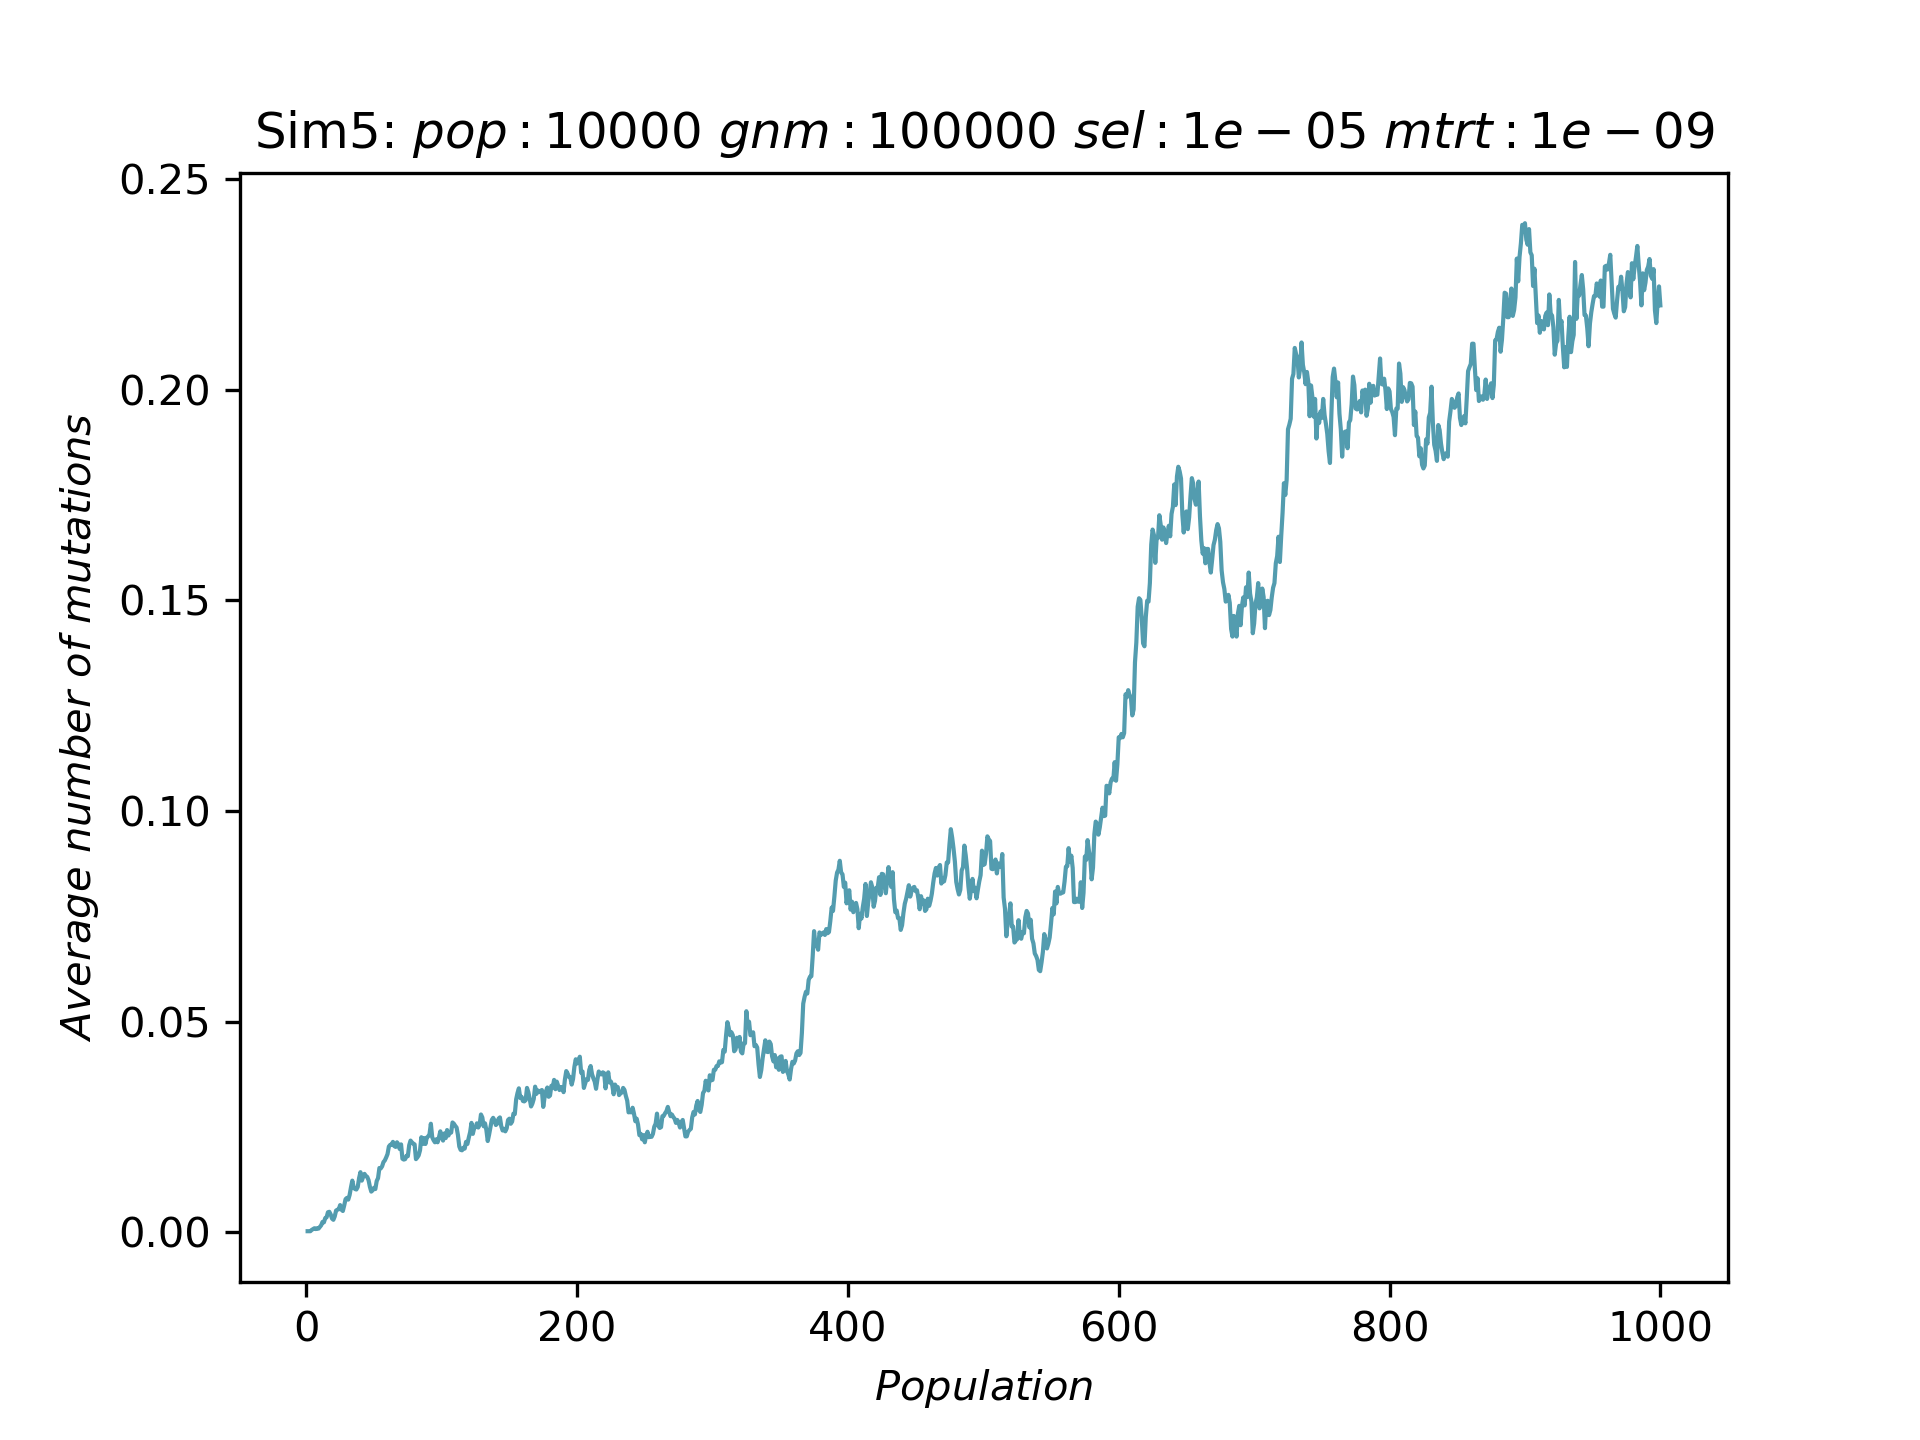 Sim5: pop : 10000 gnm : 100000 sel : 1e − 05 mtrt : 1e − 09
0.25
0.20
0.15
0.10
0.05
0.00
Average number of mutations
0 200 400 600 800 1000
Population